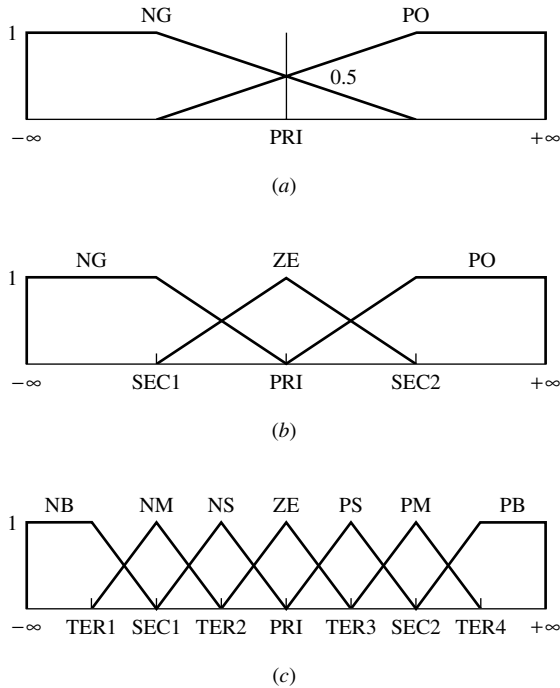 NG PO
1
0.5
−∞ PRI +∞
(a)
NG ZE PO
1
−∞ SEC1 PRI SEC2 +∞
(b)
NB NM NS ZE PS PM PB
1
−∞ TER1 SEC1 TER2 PRI TER3 SEC2 TER4 +∞
(c)